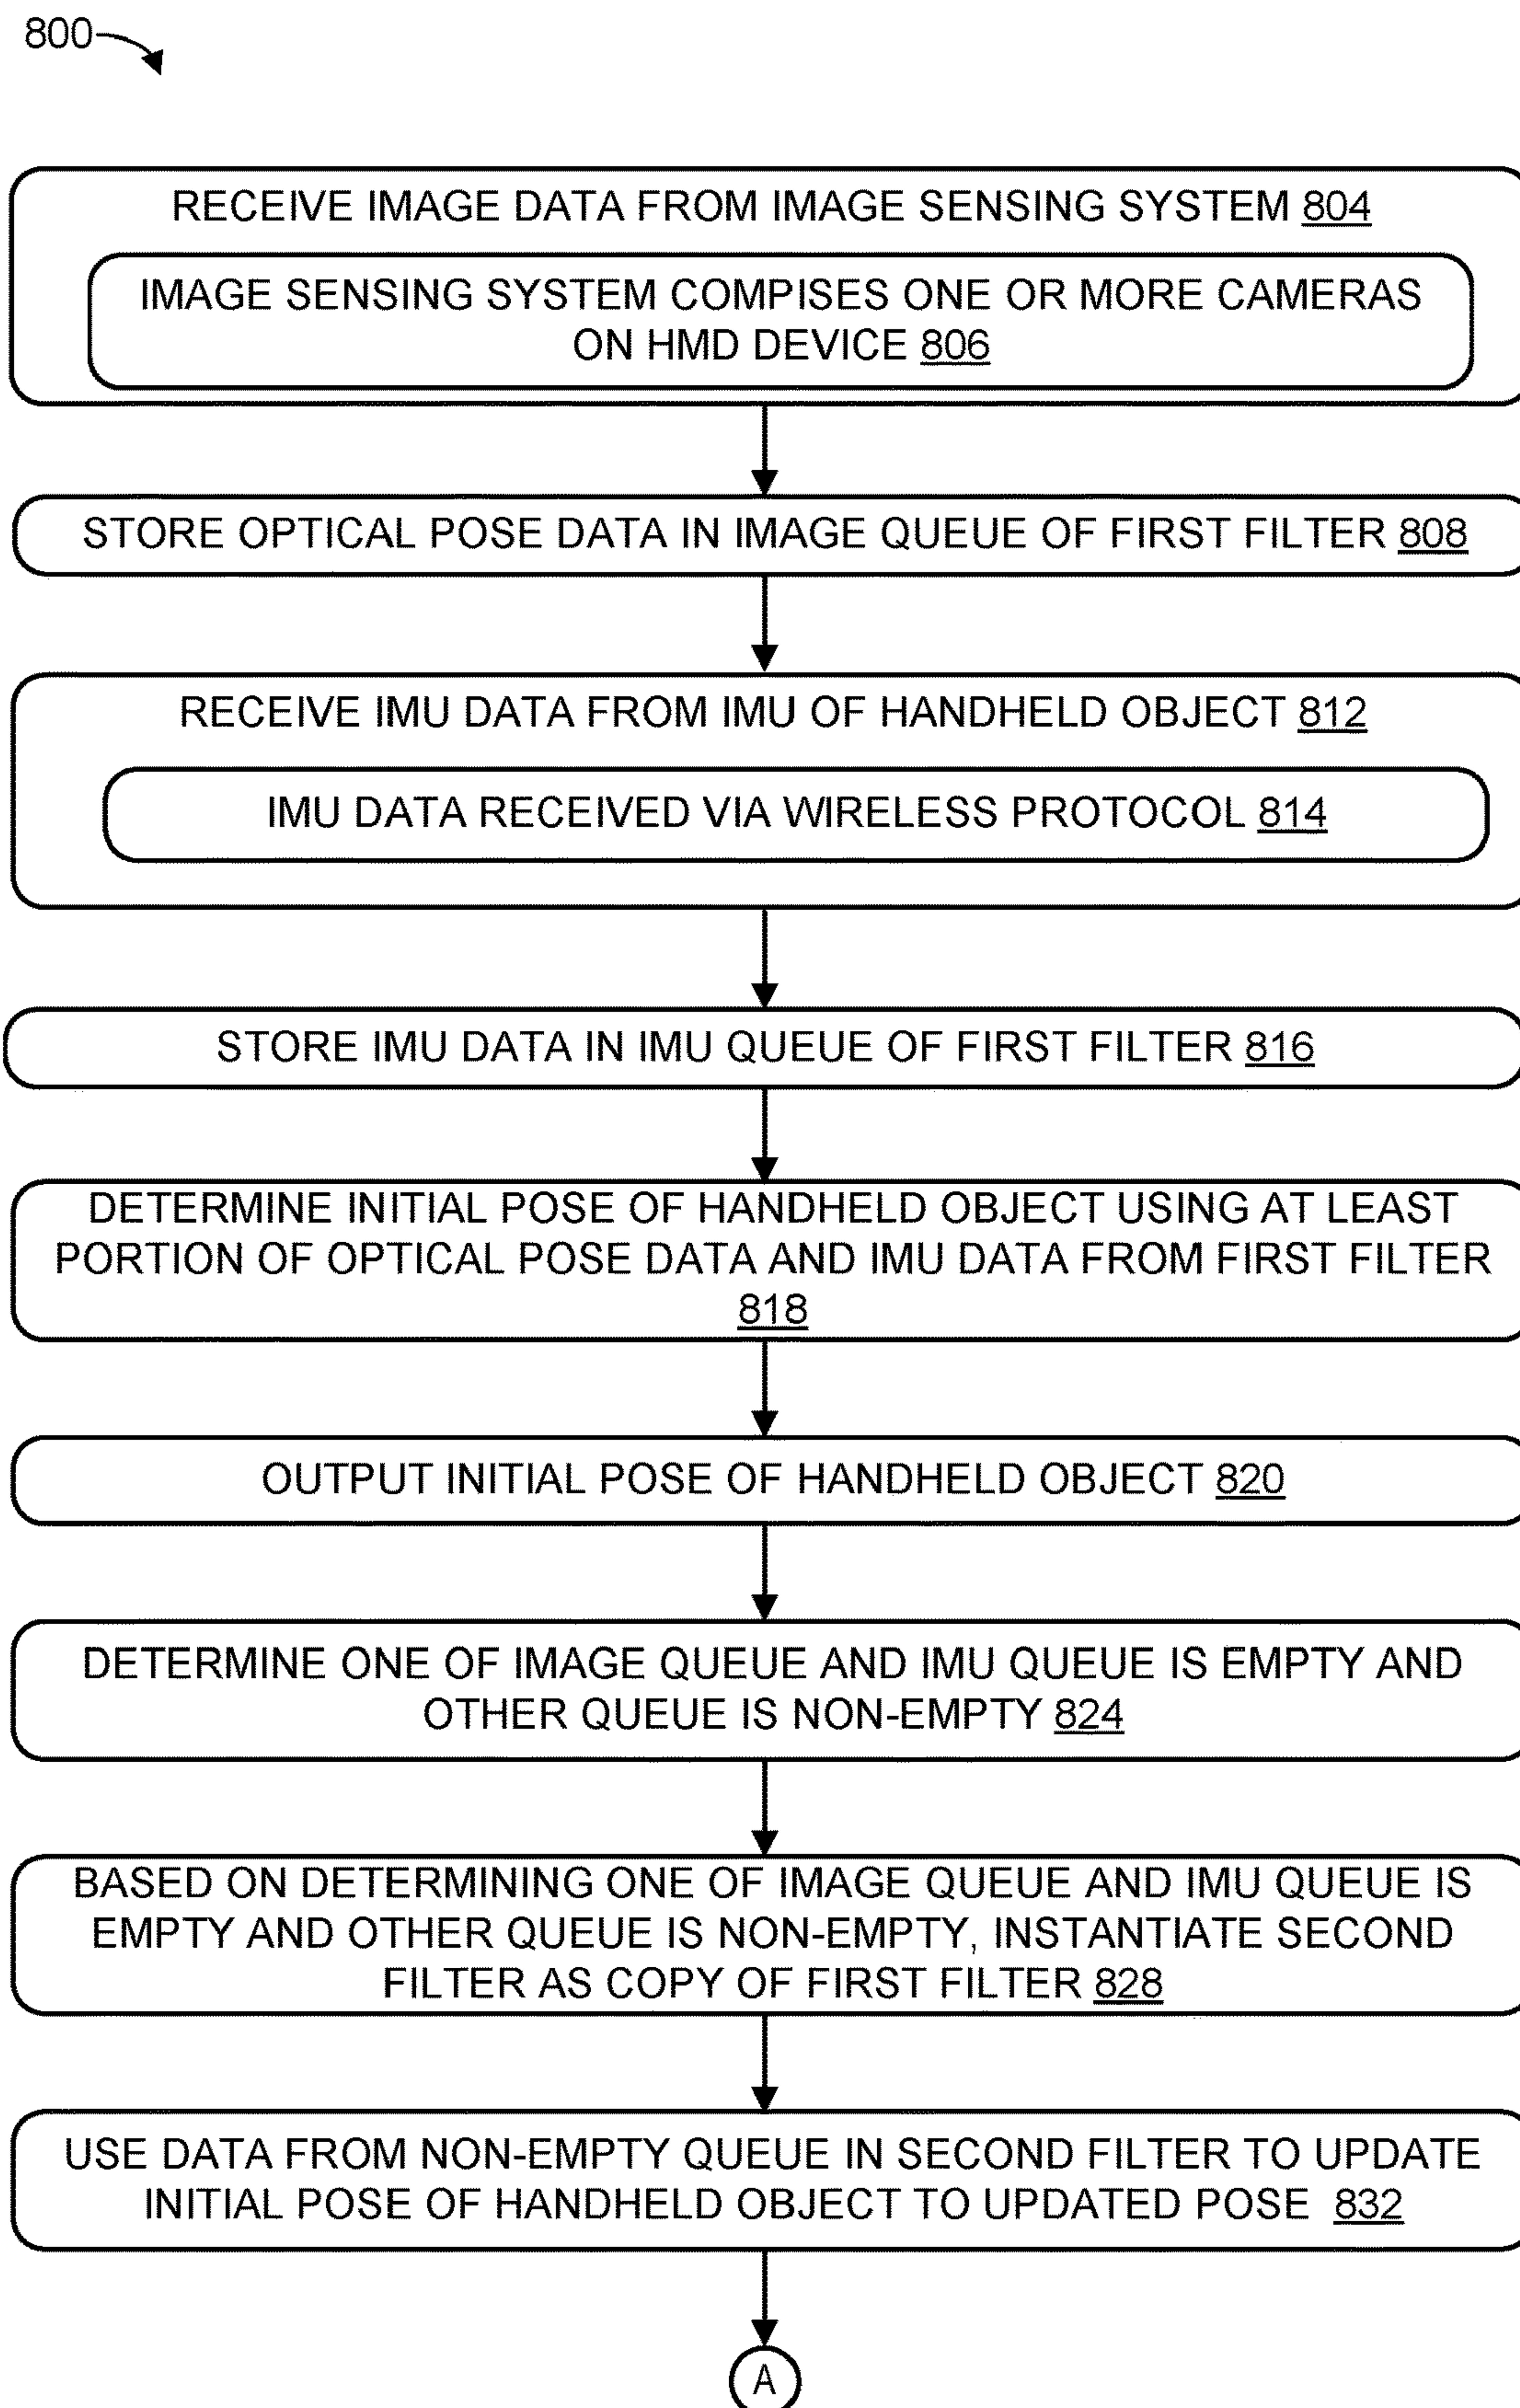 800
RECEIVE IMAGE DATA FROM IMAGE SENSING SYSTEM 804
IMAGE SENSING SYSTEM COMPISES ONE OR MORE CAMERAS
ON HMD DEVICE 806
STORE OPTICAL POSE DATA IN IMAGE QUEUE OF FIRST FILTER 808
RECEIVE IMU DATA FROM IMU OF HANDHELD OBJECT 812
IMU DATA RECEIVED VIA WIRELESS PROTOCOL 814
STORE IMU DATA IN IMU QUEUE OF FIRST FILTER 816
DETERMINE INITIAL POSE OF HANDHELD OBJECT USING AT LEAST
PORTION OF OPTICAL POSE DATA AND IMU DATA FROM FIRST FILTER
818
OUTPUT INITIAL POSE OF HANDHELD OBJECT 820
DETERMINE ONE OF IMAGE QUEUE AND IMU QUEUE IS EMPTY AND
OTHER QUEUE IS NON-EMPTY 824
BASED ON DETERMINING ONE OF IMAGE QUEUE AND IMU QUEUE IS
EMPTY AND OTHER QUEUE IS NON-EMPTY, INSTANTIATE SECOND
FILTER AS COPY OF FIRST FILTER 828
USE DATA FROM NON-EMPTY QUEUE IN SECOND FILTER TO UPDATE
INITIAL POSE OF HANDHELD OBJECT TO UPDATED POSE 832
A